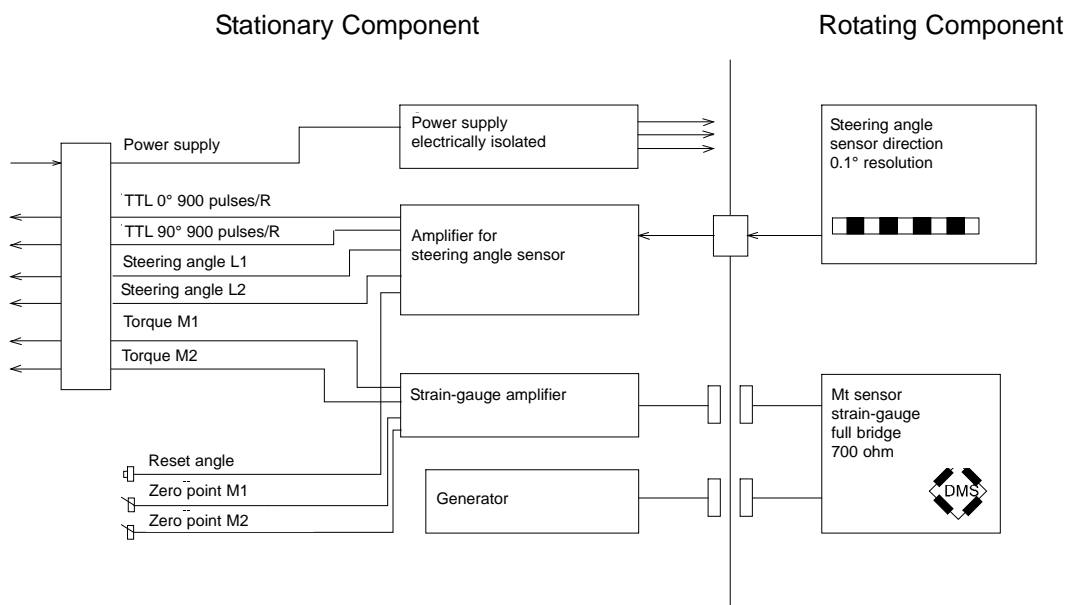 Stationary Component
Rotating Component
Power supply
Power supply
electrically isolated
Steering angle
sensor direction
0.1° resolution
TTL 0° 900 pulses/R
TTL 90° 900 pulses/R
Steering angle L1
Steering angle L2
Amplifier for
steering angle sensor
Torque M1
Torque M2
Strain-gauge amplifier
Mt sensor
strain-gauge
full bridge
700 ohm
DMS
Reset angle
Zero point M1
Zero point M2
Generator